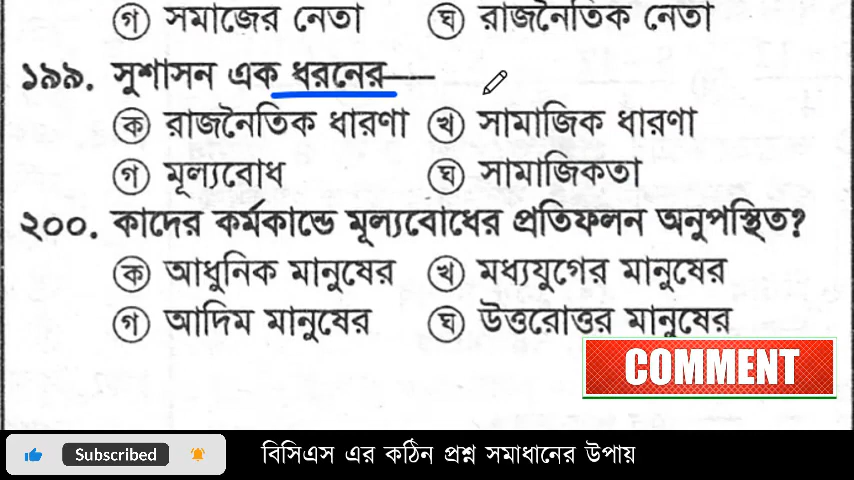 গ সমাজের নেতা ঘ রাজনৈতিক নেতা
১৯৯. সুশাসন এক ধরনের—
ক রাজনৈতিক ধারণা খ সামাজিক ধারণা
গ মূল্যবোধ ঘ সামাজিকতা
২০০. কাদের কর্মকান্ডে মূল্যবোধের প্রতিফলন অনুপস্থিত?
ক আধুনিক মানুষের খ মধ্যযুগের মানুষের
গ আদিম মানুষের ঘ উত্তরোত্তর মানুষের
COMMENT
Subscribed বিসিএস এর কঠিন প্রশ্ন সমাধানের উপায়